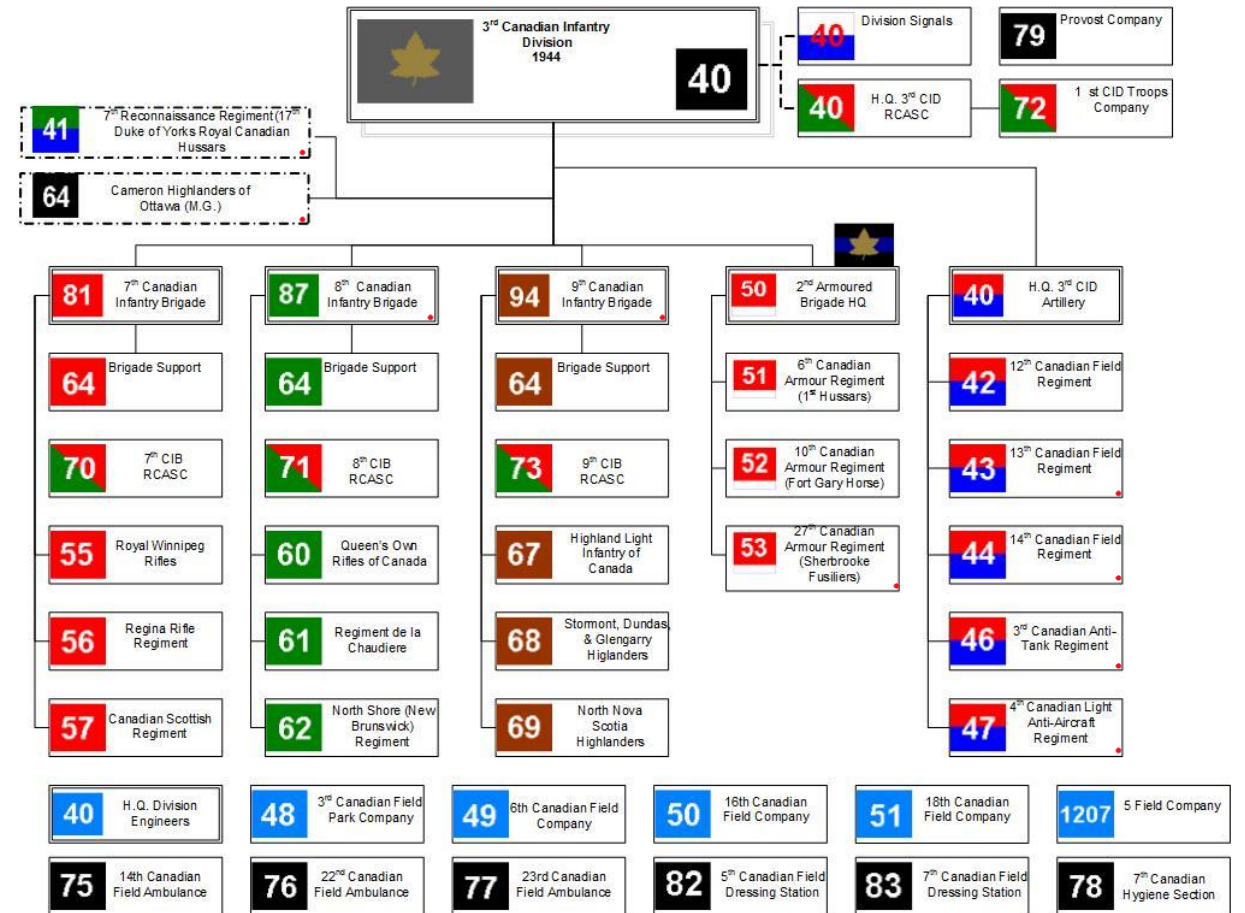 3rd Canadian Infantry
Division
1944
40
40
Division Signals
79
Provost Company
40
H.Q. 3rd CID
RCASC
72
1 st CID Troops
Company
41
7th Reconnaissance Regiment (17th
Duke of Yorks Royal Canadian
Hussars
64
Cameron Highlanders of
Ottawa (M.G.)
81
7th Canadian
Infantry Brigade
64
Brigade Support
70
7th CIB
RCASC
55
Royal Winnipeg
Rifles
56
Regina Rifle
Regiment
57
Canadian Scottish
Regiment
87
8th Canadian
Infantry Brigade
64
Brigade Support
71
8th CIB
RCASC
60
Queen's Own
Rifles of Canada
61
Regiment de la
Chaudiere
62
North Shore (New
Brunswick)
Regiment
94
9th Canadian
Infantry Brigade
64
Brigade Support
73
9th CIB
RCASC
67
Highland Light
Infantry of
Canada
68
Stormont, Dundas,
& Glengarry
Higlanders
69
North Nova
Scotia
Highlanders
50
2nd Armoured
Brigade HQ
51
6th Canadian
Armour Regiment
(1st Hussars)
52
10th Canadian
Armour Regiment
(Fort Gary Horse)
53
27th Canadian
Armour Regiment
(Sherbrooke
Fusiliers)
40
H.Q. 3rd CID
Artillery
42
12th Canadian Field
Regiment
43
13th Canadian Field
Regiment
44
14th Canadian Field
Regiment
46
3rd Canadian Anti-
Tank Regiment
47
4th Canadian Light
Anti-Aircraft
Regiment
40
H.Q. Division
Engineers
48
3rd Canadian Field
Park Company
49
6th Canadian Field
Company
50
16th Canadian
Field Company
51
18th Canadian
Field Company
1207
5 Field Company
75
14th Canadian
Field Ambulance
76
22nd Canadian
Field Ambulance
77
23rd Canadian
Field Ambulance
82
5th Canadian Field
Dressing Station
83
7th Canadian Field
Dressing Station
78
7th Canadian
Hygiene Section